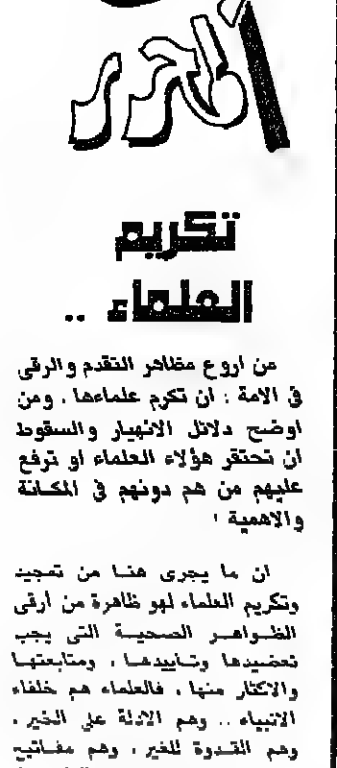 المحرر
تكريم
العلماء ..
من اروع مظاهر التقدم والرقى
فى الامة : ان تكرم علماءها . ومن
اوضح دلائل الانهيار والسقوط
ان تحتقر هؤلاء العلماء او ترفع
عليهم من هم دونهم فى المكانة
والاهمية !
ان ما يجرى هنا من تمجيد
وتكريم العلماء لهو ظاهرة من ارقى
الظواهر الصحية التى يجب
تعضيدها وتأييدها ، ومتابعتها
والاكثار منها . فالعلماء هم خلفاء
الانبياء .. وهم الادلة على الخير .
وهم القدوة للغير ، وهم مفاتيح